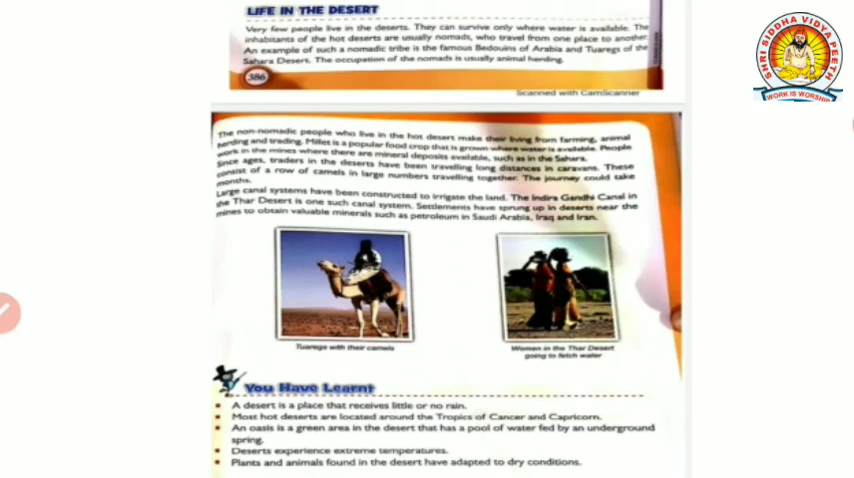 LIFE IN THE DESERT
Very few people live in the deserts. They can survive only where water is available. The
inhabitants of the hot deserts are usually nomads, who travel from one place to another.
An example of such a nomadic tribe is the famous Bedouins of Arabia and Tuaregs of the
Sahara Desert. The occupation of the nomads is usually animal herding.
386
Scanned with CamScanner
The non-nomadic people who live in the hot desert make their living from farming, animal
herding and trading. Millet is a popular food crop that is grown where water is available. People
work in the mines where there are mineral deposits available, such as in the Sahara.
Since ages, traders in the deserts have been travelling long distances in caravans. These
consist of a row of camels in large numbers travelling together. The journey could take
months.
Large canal systems have been constructed to irrigate the land. The Indira Gandhi Canal in
the Thar Desert is one such canal system. Settlements have sprung up in deserts near the
mines to obtain valuable minerals such as petroleum in Saudi Arabia, Iraq and Iran.
Tuaregs with their camels
Women in the Thar Desert
going to fetch water
You Have Learnt
A desert is a place that receives little or no rain.
Most hot deserts are located around the Tropics of Cancer and Capricorn.
An oasis is a green area in the desert that has a pool of water fed by an underground
spring.
Deserts experience extreme temperatures.
Plants and animals found in the desert have adapted to dry conditions.
SHRI SIDDHA VIDYA PEETH
WORK IS WORSHIP